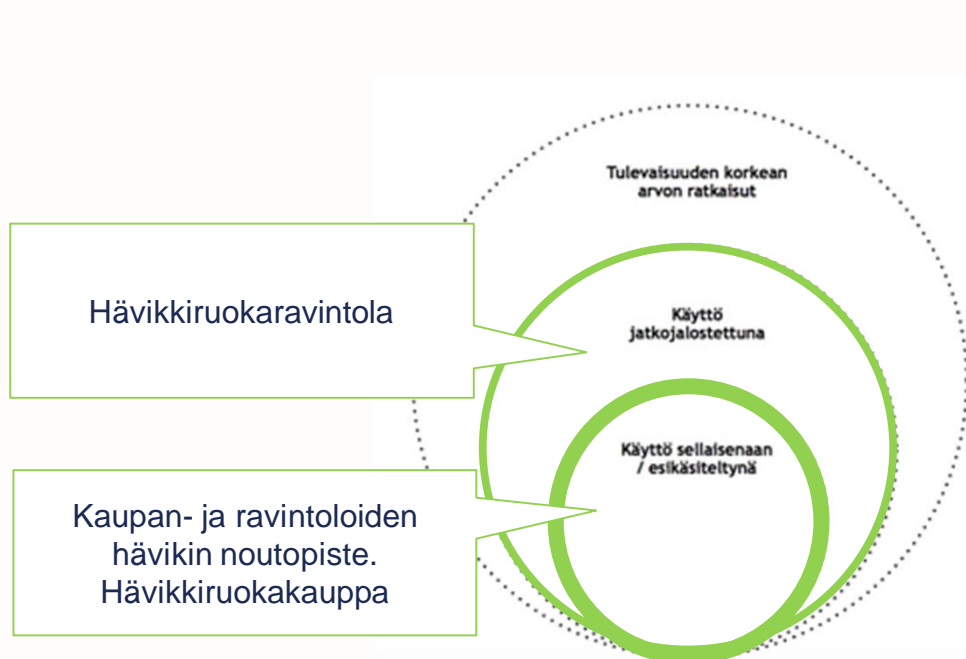 Tulevaisuuden korkean
arvon ratkaisut
Hävikkiruokaravintola
Käyttö
jatkojalostettuna
Käyttö sellaisenaan
/ esikäsiteltynä
Kaupan- ja ravintoloiden
hävikin noutopiste.
Hävikkiruokakauppa